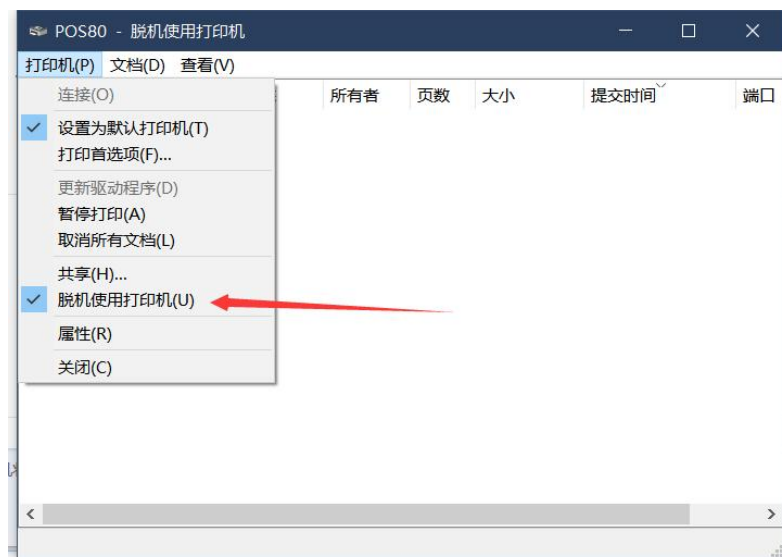 POS80 - 脱机使用打印机
打印机(P) 文档(D) 查看(V)
所有者 页数 大小 提交时间 端口
连接(O)
设置为默认打印机(T)
打印首选项(F)...
更新驱动程序(D)
暂停打印(A)
取消所有文档(L)
共享(H)...
脱机使用打印机(U)
属性(R)
关闭(C)